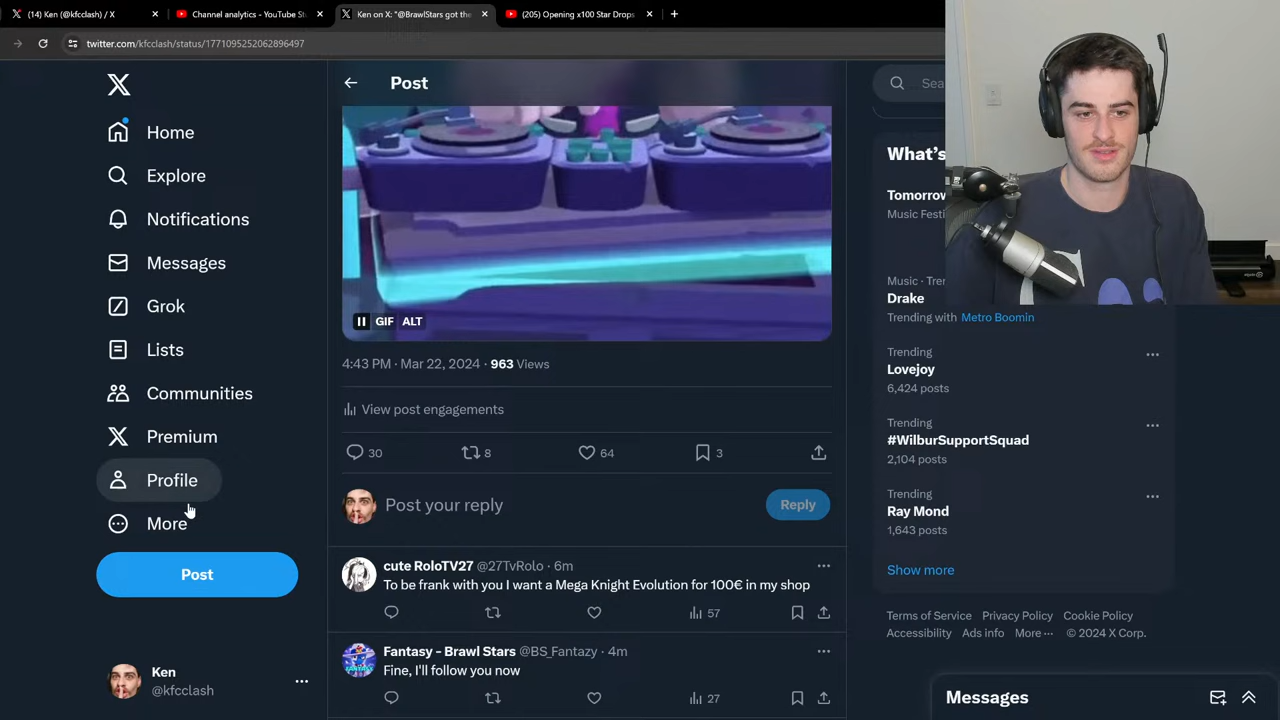 (14) Ken (@kfcclash) / X
Channel analytics - YouTube St
Ken on X: "@BrawlStars got the
(205) Opening x100 Star Drops
twitter.com/kfcclash/status/1771095252062896497
Home
Explore
Notifications
Messages
Grok
Lists
Communities
Premium
Profile
More
Post
Ken
@kfcclash
Post
GIF ALT
4:43 PM · Mar 22, 2024 · 963 Views
View post engagements
30 8 64 3
Post your reply
Reply
cute RoloTV27 @27TvRolo · 6m
To be frank with you I want a Mega Knight Evolution for 100€ in my shop
57
Fantasy - Brawl Stars @BS_Fantazy · 4m
Fine, I'll follow you now
27
Sea
What's
Tomorrow
Music Festi
Music · Tren
Drake
Trending with Metro Boomin
Trending
Lovejoy
6,424 posts
Trending
#WilburSupportSquad
2,104 posts
Trending
Ray Mond
1,643 posts
Show more
Terms of Service Privacy Policy Cookie Policy
Accessibility Ads info More ··· © 2024 X Corp.
Messages